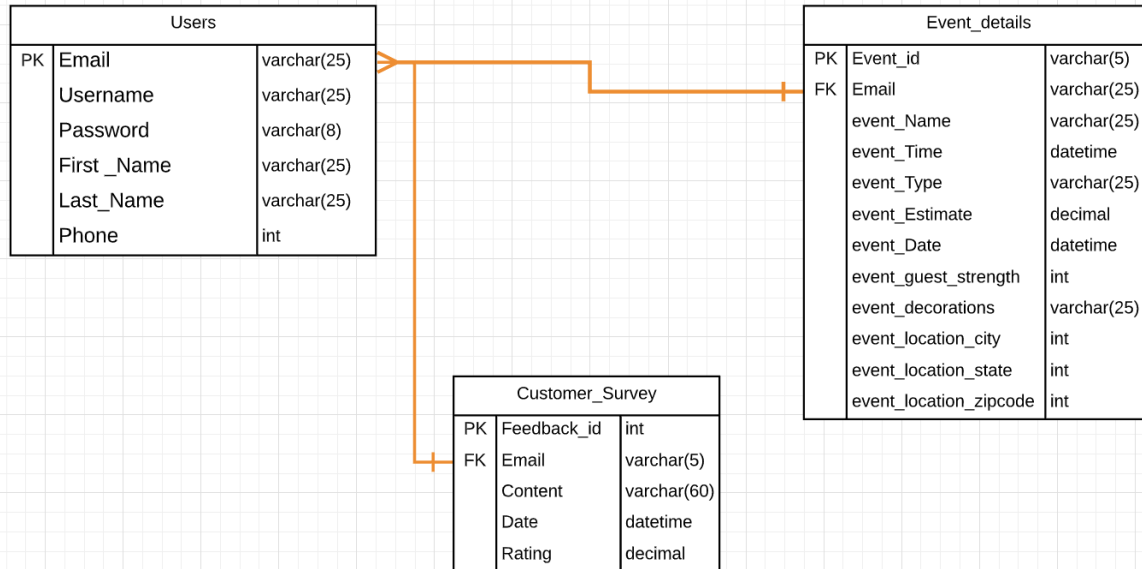 Users
PK Email varchar(25)
Username varchar(25)
Password varchar(8)
First _Name varchar(25)
Last_Name varchar(25)
Phone int
Event_details
PK Event_id varchar(5)
FK Email varchar(25)
event_Name varchar(25)
event_Time datetime
event_Type varchar(25)
event_Estimate decimal
event_Date datetime
event_guest_strength int
event_decorations varchar(25)
event_location_city int
event_location_state int
event_location_zipcode int
Customer_Survey
PK Feedback_id int
FK Email varchar(5)
Content varchar(60)
Date datetime
Rating decimal